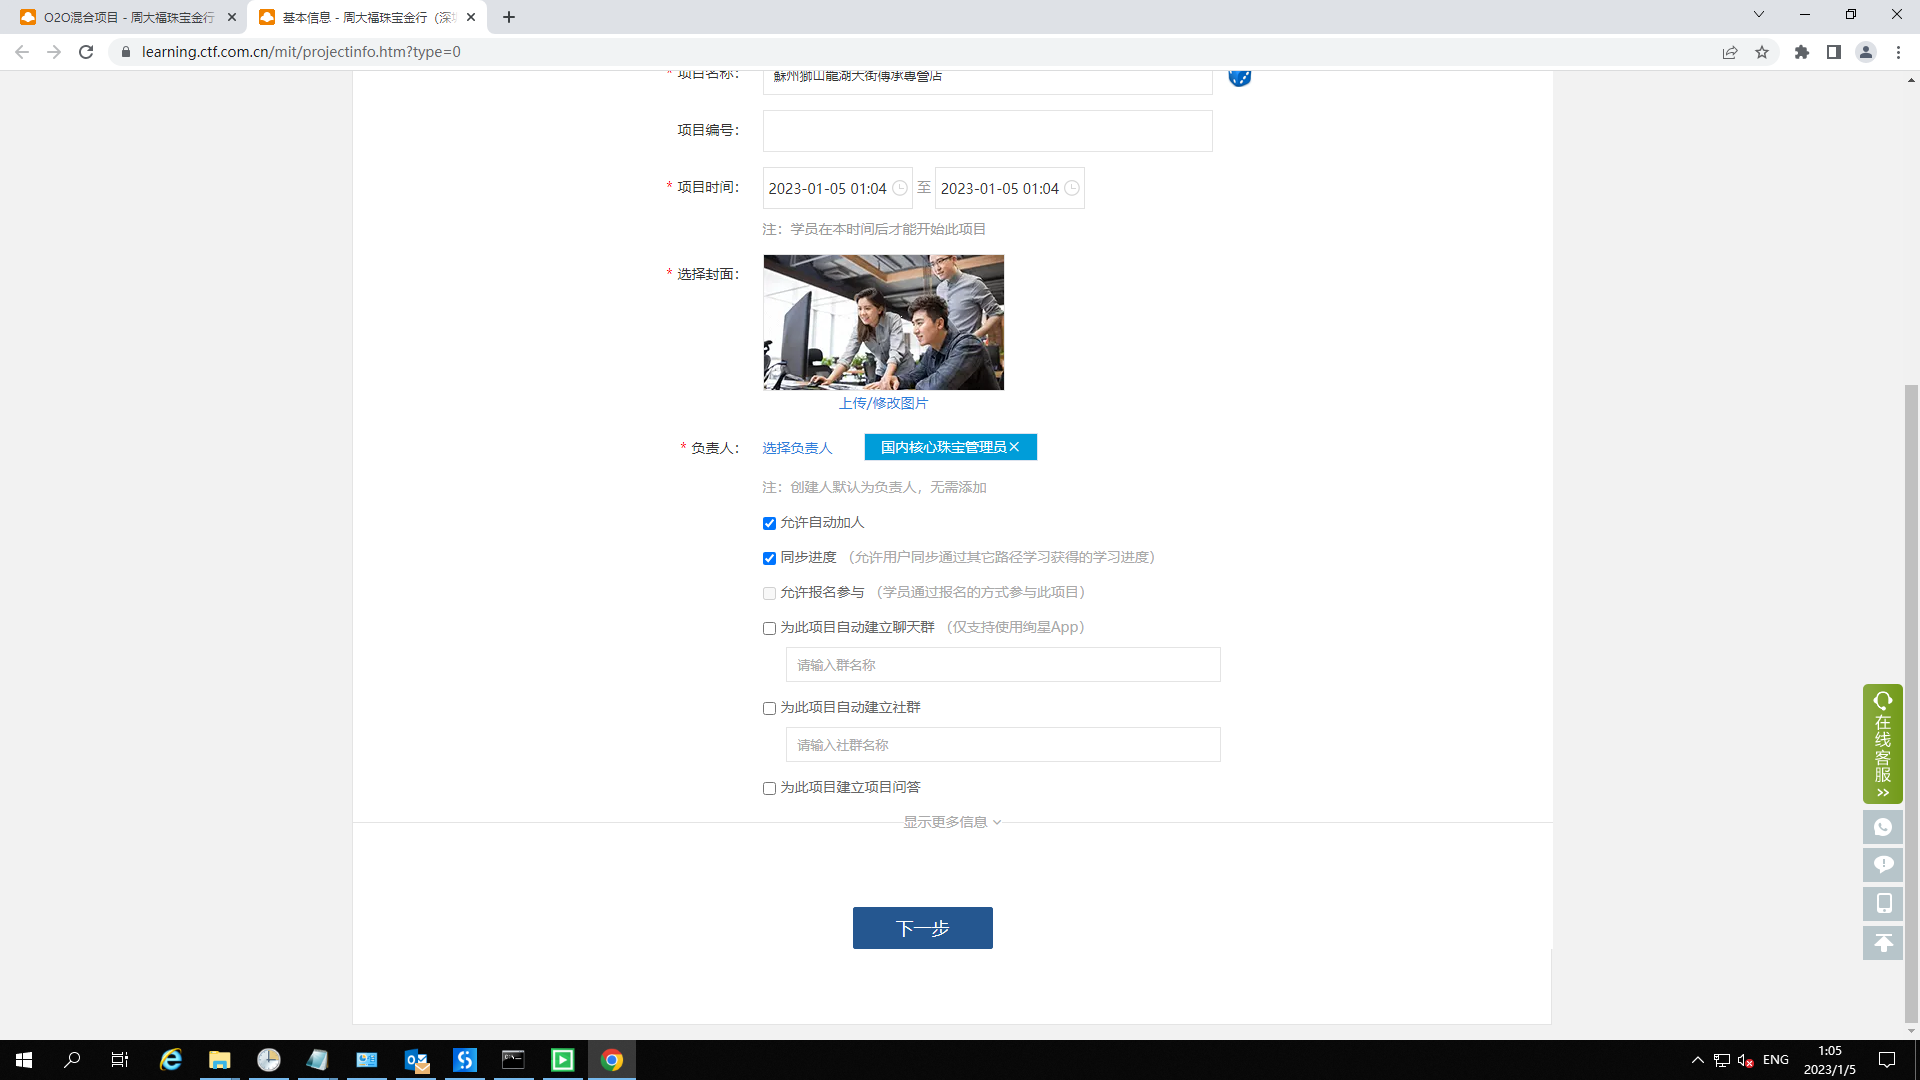 O2O混合项目 - 周大福珠宝金行
基本信息 - 周大福珠宝金行（深圳
learning.ctf.com.cn/mit/projectinfo.htm?type=0
* 项目名称：
蘇州獅山龍湖天街傳承專營店
项目编号：
* 项目时间：
2023-01-05 01:04 至 2023-01-05 01:04
注：学员在本时间后才能开始此项目
* 选择封面：
上传/修改图片
* 负责人： 选择负责人 国内核心珠宝管理员×
注：创建人默认为负责人，无需添加
允许自动加人
同步进度 （允许用户同步通过其它路径学习获得的学习进度）
允许报名参与 （学员通过报名的方式参与此项目）
为此项目自动建立聊天群 （仅支持使用绚星App）
请输入群名称
为此项目自动建立社群
请输入社群名称
为此项目建立项目问答
显示更多信息
下一步
在线客服
>>
ENG
1:05
2023/1/5